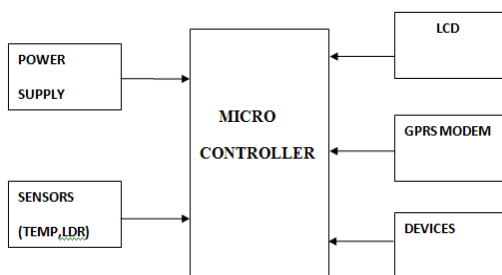 POWER
SUPPLY
SENSORS
(TEMP,LDR)
MICRO
CONTROLLER
LCD
GPRS MODEM
DEVICES